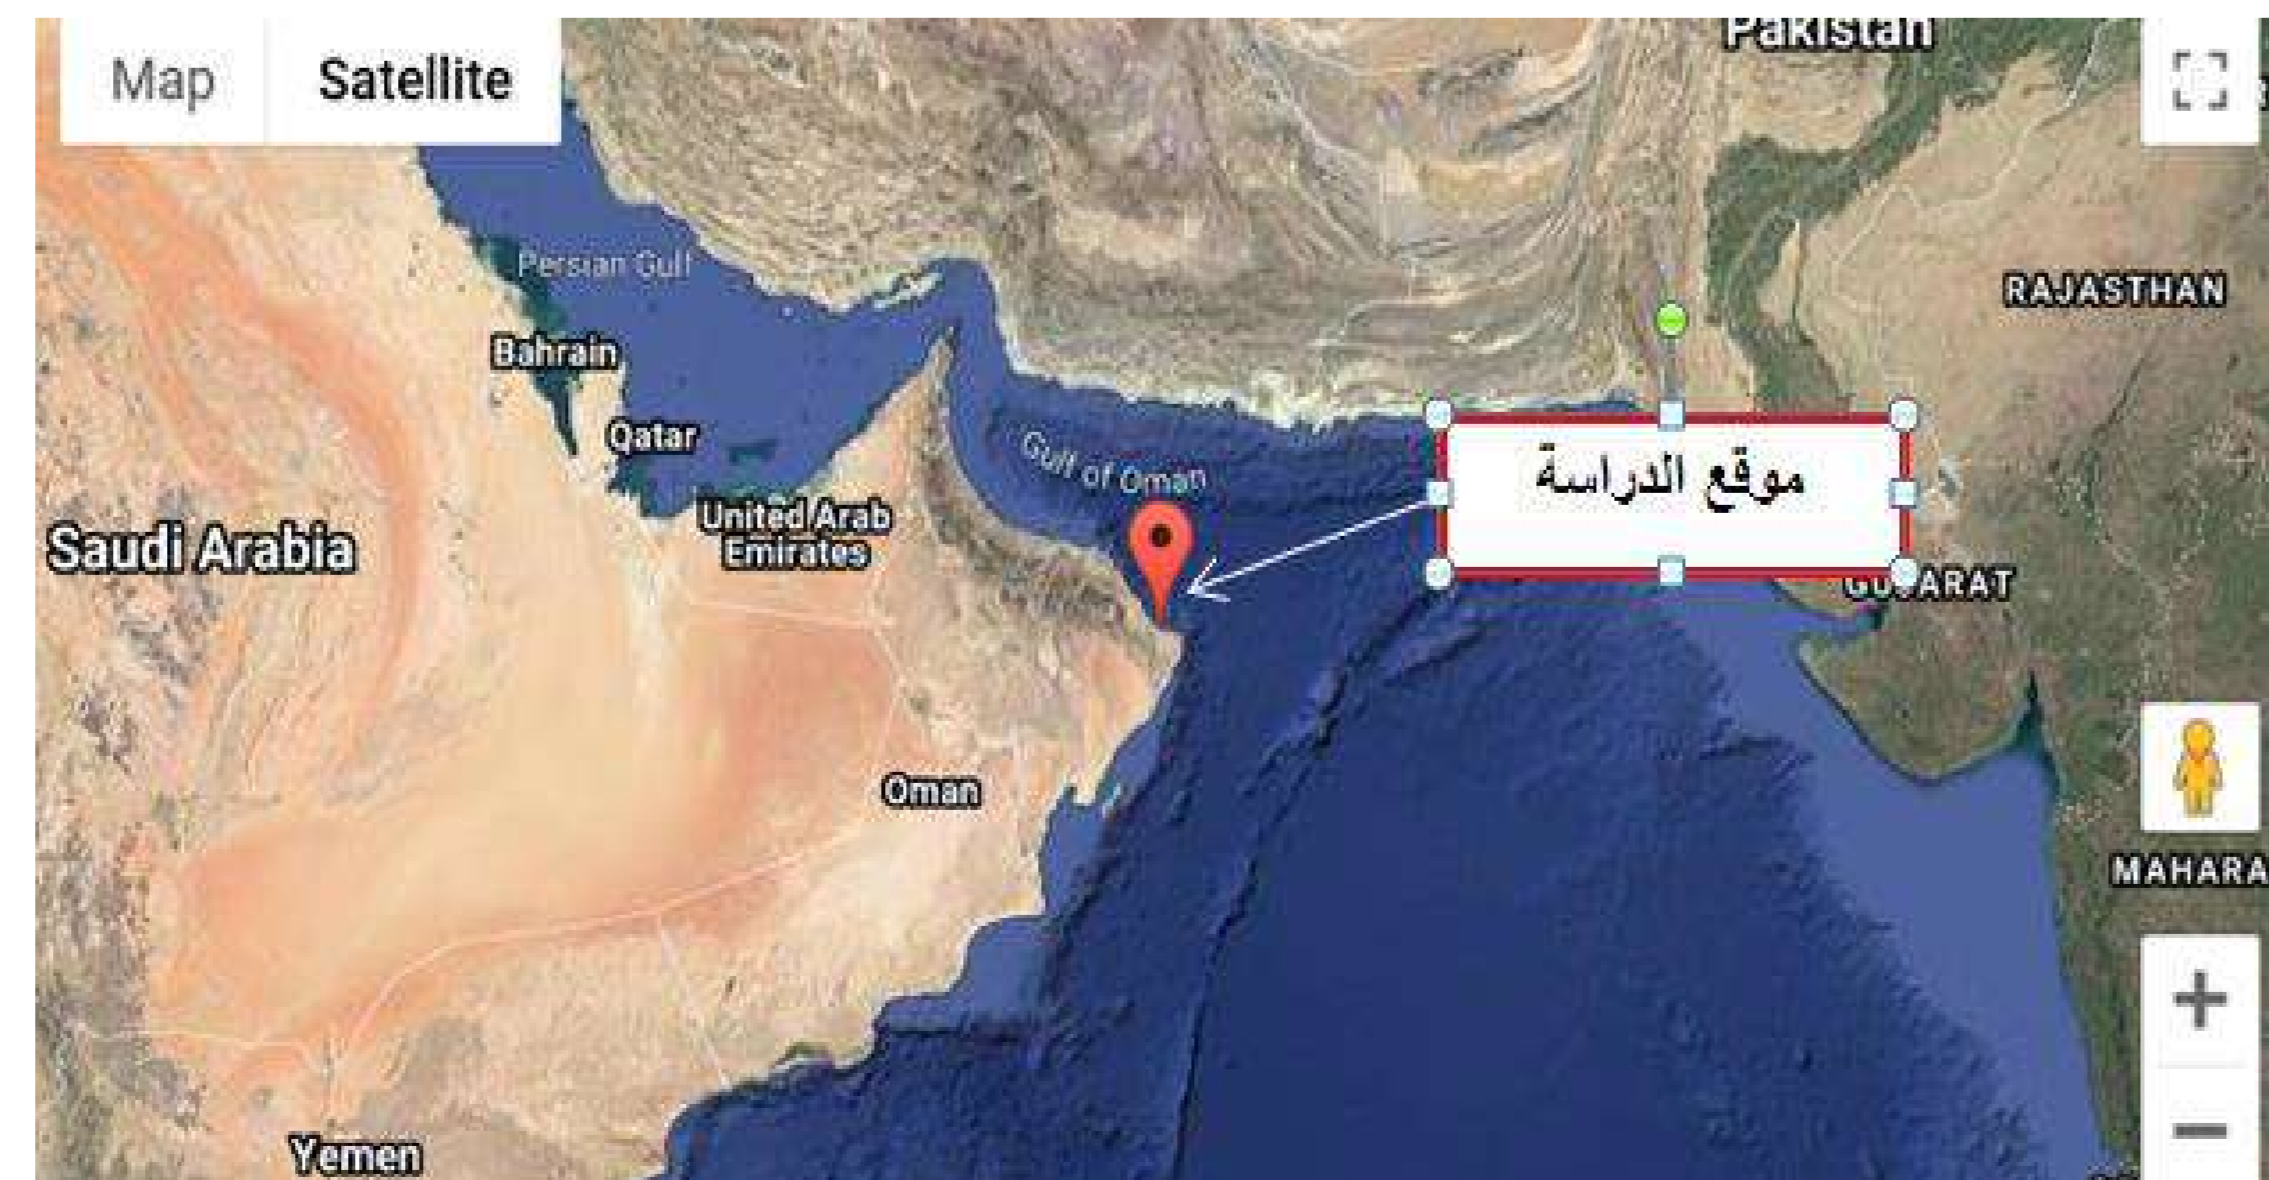 Pakistan
Map
Satellite
Persian Gulf
RAJASTHAN
Bahrain
Qatar
Gulf of Oman
موقع الدراسة
United Arab
Emirates
Saudi Arabia
GUJARAT
Oman
MAHARA
Yemen